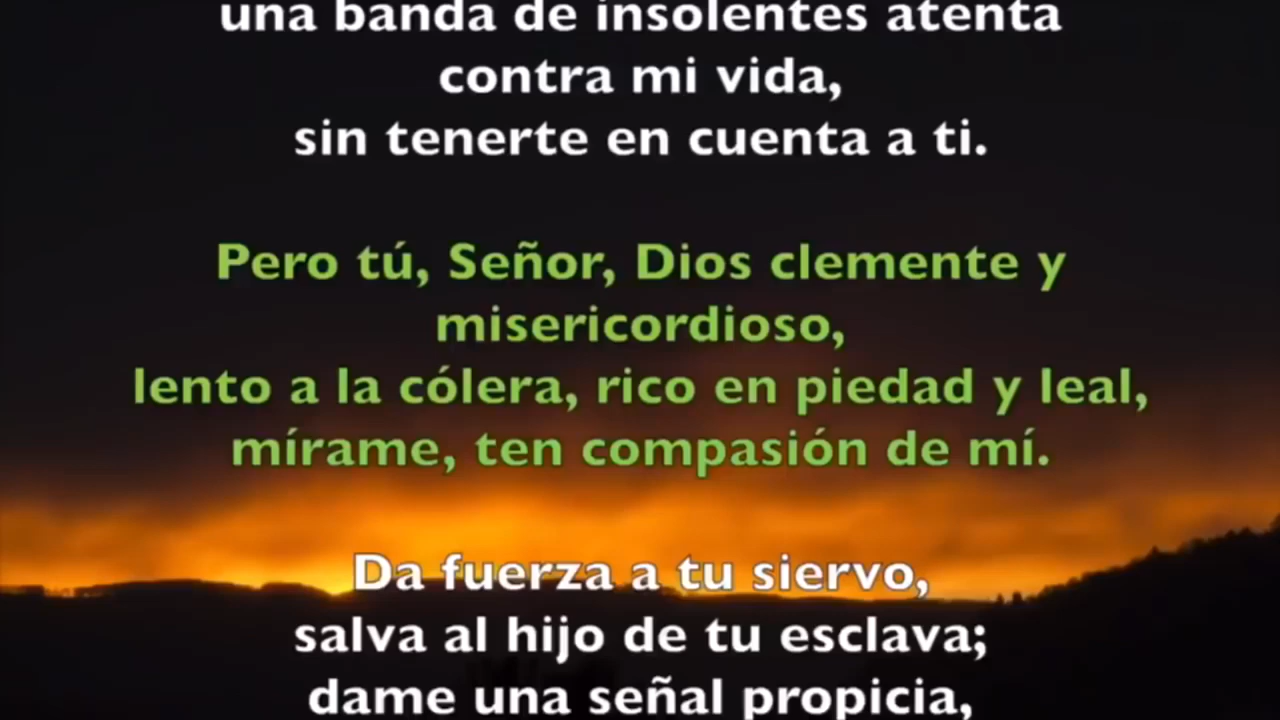 una banda de insolentes atenta
contra mi vida,
sin tenerte en cuenta a ti.
Pero tú, Señor, Dios clemente y
misericordioso,
lento a la cólera, rico en piedad y leal,
mírame, ten compasión de mí.
Da fuerza a tu siervo,
salva al hijo de tu esclava;
dame una señal propicia,